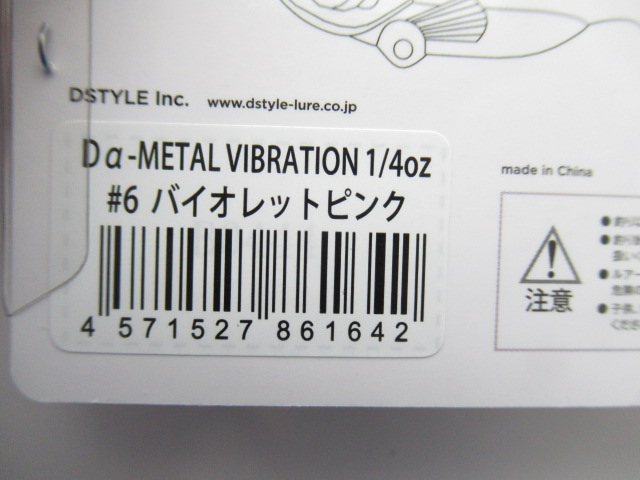 DSTYLE Inc. www.dstyle-lure.co.jp
Dα-METAL VIBRATION 1/4oz
#6 バイオレットピンク
4 571527 861642
made in China
注意